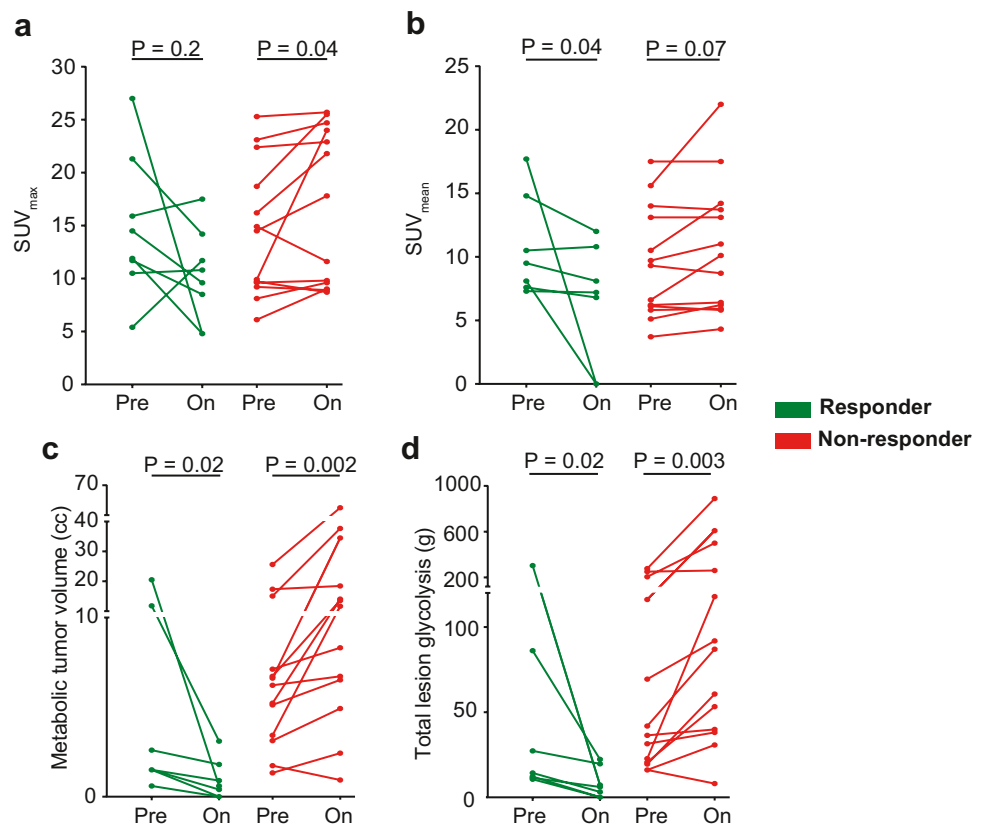 a
P = 0.2
P = 0.04
SUVmax
30
25
20
15
10
5
0
Pre
On
Pre
On
b
P = 0.04
P = 0.07
SUVmean
25
20
15
10
5
0
Pre
On
Pre
On
Responder
Non-responder
c
P = 0.02
P = 0.002
Metabolic tumor volume (cc)
70
40
30
20
10
0
Pre
On
Pre
On
d
P = 0.02
P = 0.003
Total lesion glycolysis (g)
1000
600
200
100
50
0
Pre
On
Pre
On